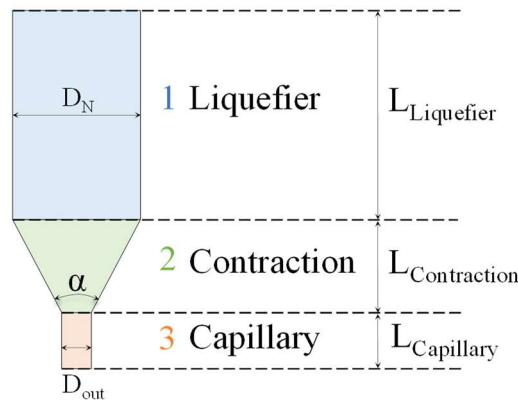 D_N
1 Liquefier
L_Liquefier
2 Contraction
L_Contraction
α
3 Capillary
L_Capillary
D_out